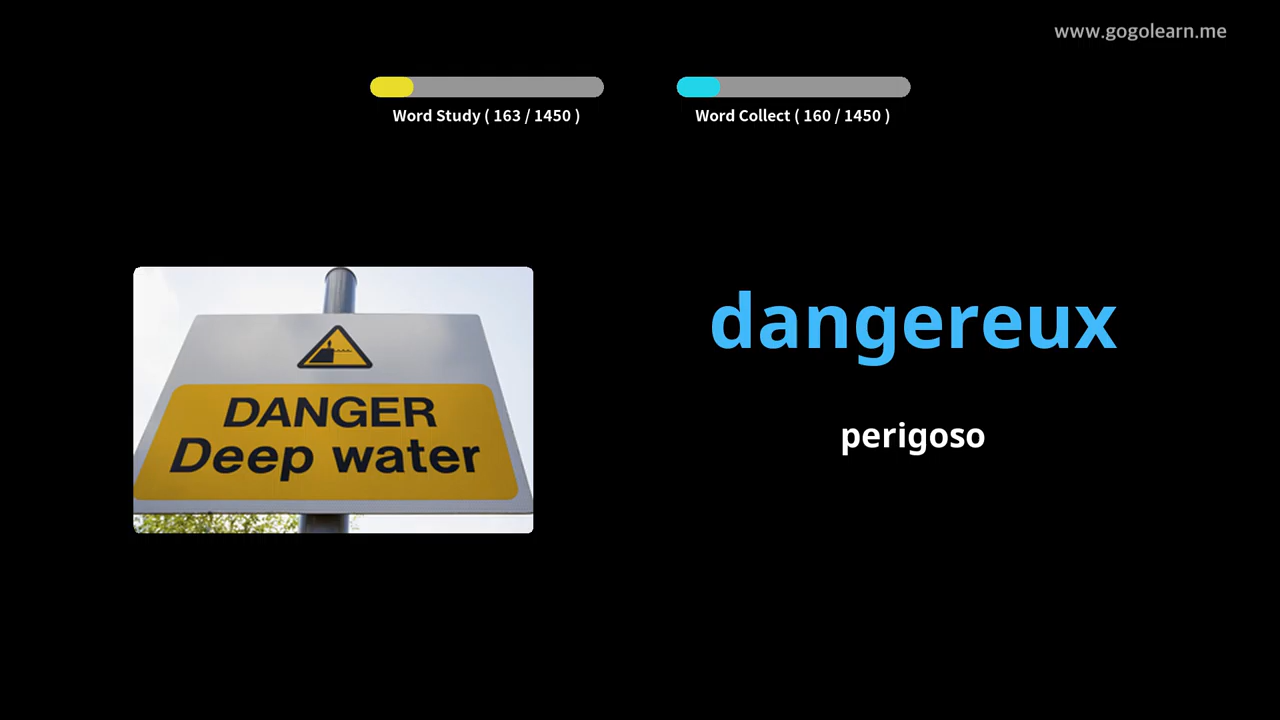 www.gogolearn.me
Word Study ( 163 / 1450 )
Word Collect ( 160 / 1450 )
DANGER
Deep water
dangereux
perigoso